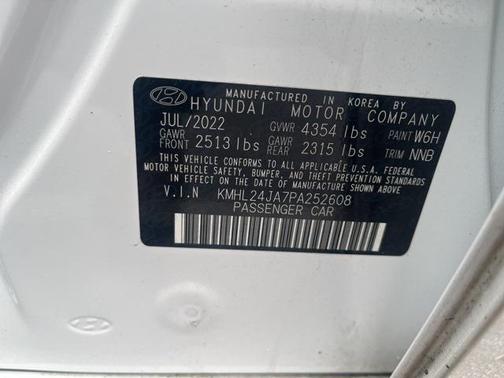 MANUFACTURED IN KOREA BY
HYUNDAI MOTOR COMPANY
JUL/2022 GVWR 4354 lbs PAINT W6H
GAWR FRONT 2513 lbs GAWR REAR 2315 lbs TRIM NNB
THIS VEHICLE CONFORMS TO ALL APPLICABLE U.S.A. FEDERAL
MOTOR VEHICLE SAFETY, BUMPER, AND THEFT PREVENTION STANDARDS
IN EFFECT ON THE DATE OF MANUFACTURE SHOWN ABOVE.
V.I.N KMHL24JA7PA252608
PASSENGER CAR